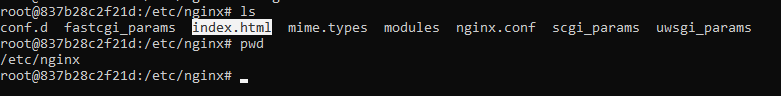 root@837b28c2f21d:/etc/nginx# ls
conf.d  fastcgi_params  index.html  mime.types  modules  nginx.conf  scgi_params  uwsgi_params
root@837b28c2f21d:/etc/nginx# pwd
/etc/nginx
root@837b28c2f21d:/etc/nginx#